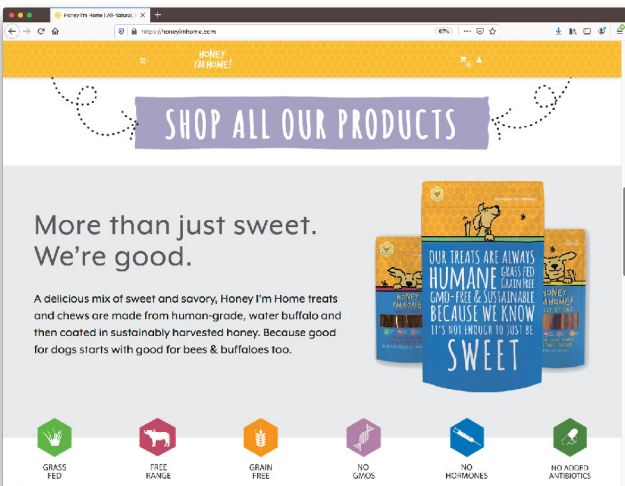 Honey I'm Home | All-Natural,
https://honeyimhome.com
67%
HONEY
I'M HOME!
SHOP ALL OUR PRODUCTS
More than just sweet.
We're good.
A delicious mix of sweet and savory, Honey I'm Home treats
and chews are made from human-grade, water buffalo and
then coated in sustainably harvested honey. Because good
for dogs starts with good for bees & buffaloes too.
HONEY
I'M HOME!
OUR TREATS ARE ALWAYS
HUMANE GRASS FED
GRAIN FREE
GMO-FREE & SUSTAINABLE
BECAUSE WE KNOW
IT'S NOT ENOUGH TO JUST BE
SWEET
HONEY
I'M HOME!
GRASS
FED
FREE
RANGE
GRAIN
FREE
NO
GMOS
NO
HORMONES
NO ADDED
ANTIBIOTICS